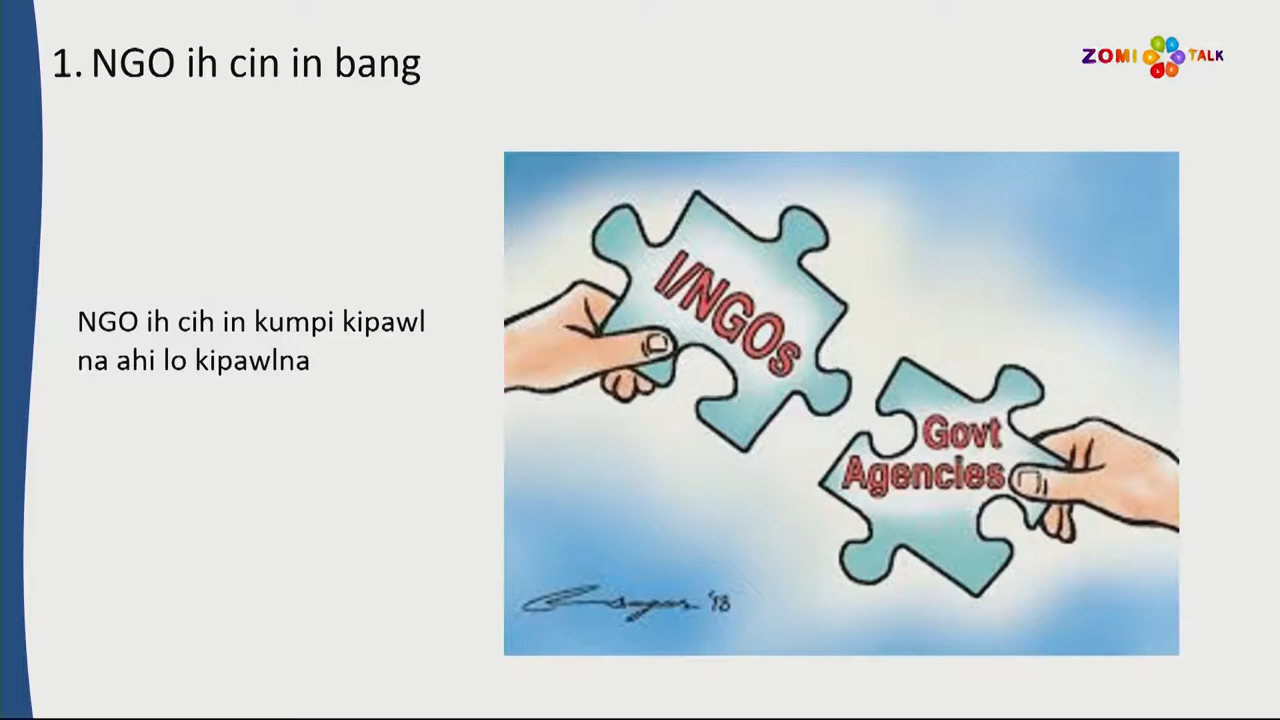 1. NGO ih cin in bang
ZOMI TALK
NGO ih cih in kumpi kipawl
na ahi lo kipawlna
I/NGOs
Govt
Agencies
'18